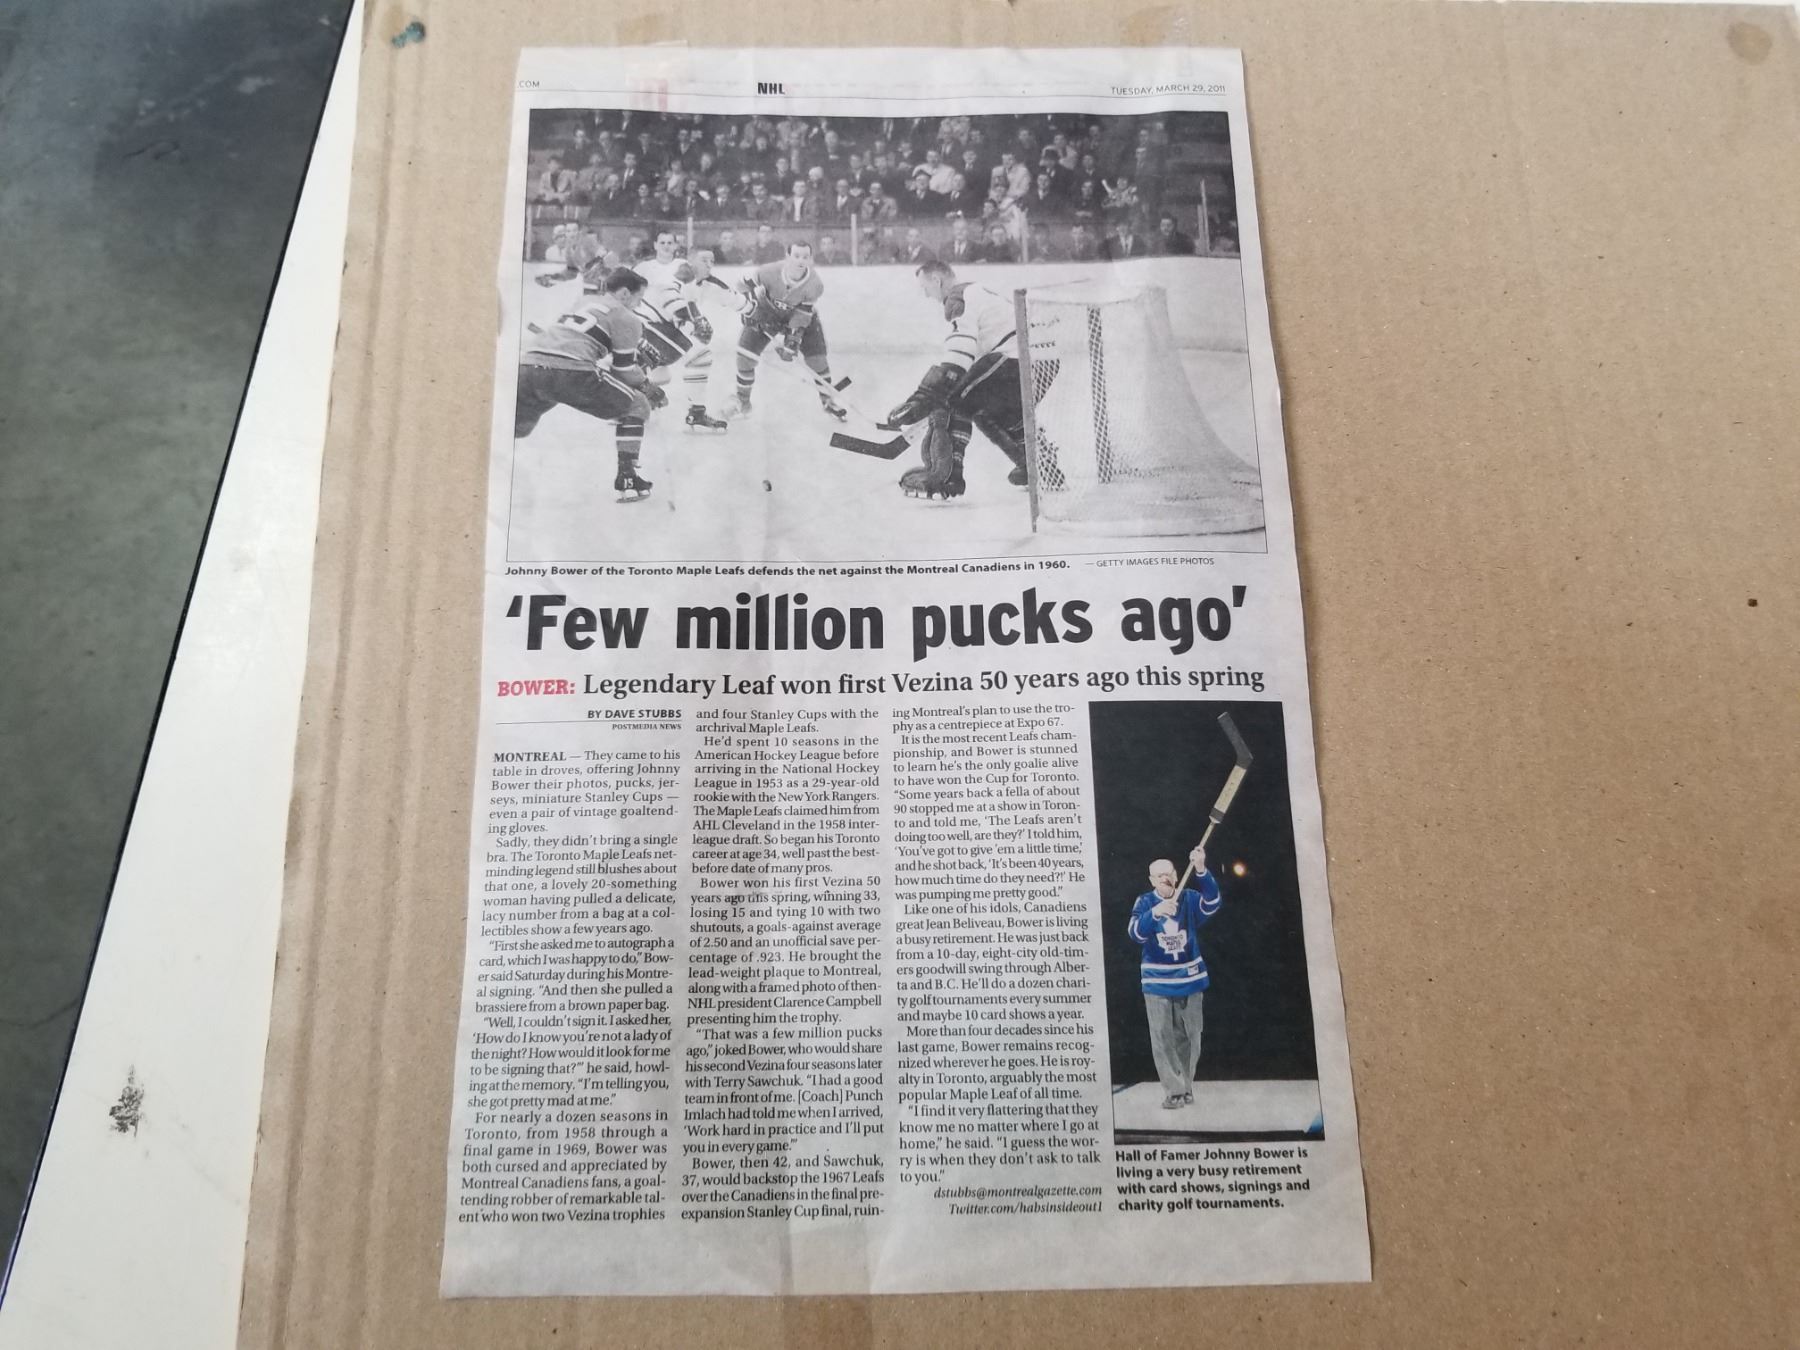 .COM
NHL
TUESDAY, MARCH 29, 2011
15
Johnny Bower of the Toronto Maple Leafs defends the net against the Montreal Canadiens in 1960. — GETTY IMAGES FILE PHOTOS
‘Few million pucks ago’
BOWER: Legendary Leaf won first Vezina 50 years ago this spring
BY DAVE STUBBS
POSTMEDIA NEWS
MONTREAL — They came to his
table in droves, offering Johnny
Bower their photos, pucks, jer-
seys, miniature Stanley Cups —
even a pair of vintage goaltend-
ing gloves.
Sadly, they didn't bring a single
bra. The Toronto Maple Leafs net-
minding legend still blushes about
that one, a lovely 20-something
woman having pulled a delicate,
lacy number from a bag at a col-
lectibles show a few years ago.
“First she asked me to autograph a
card, which I was happy to do,” Bow-
er said Saturday during his Montre-
al signing. “And then she pulled a
brassiere from a brown paper bag.
“Well, I couldn't sign it. I asked her,
‘How do I know you're not a lady of
the night? How would it look for me
to be signing that?’” he said, howl-
ing at the memory. “I'm telling you,
she got pretty mad at me.”
For nearly a dozen seasons in
Toronto, from 1958 through a
final game in 1969, Bower was
both cursed and appreciated by
Montreal Canadiens fans, a goal-
tending robber of remarkable tal-
ent who won two Vezina trophies
and four Stanley Cups with the
archrival Maple Leafs.
He'd spent 10 seasons in the
American Hockey League before
arriving in the National Hockey
League in 1953 as a 29-year-old
rookie with the New York Rangers.
The Maple Leafs claimed him from
AHL Cleveland in the 1958 inter-
league draft. So began his Toronto
career at age 34, well past the best-
before date of many pros.
Bower won his first Vezina 50
years ago this spring, winning 33,
losing 15 and tying 10 with two
shutouts, a goals-against average
of 2.50 and an unofficial save per-
centage of .923. He brought the
lead-weight plaque to Montreal,
along with a framed photo of then-
NHL president Clarence Campbell
presenting him the trophy.
“That was a few million pucks
ago,” joked Bower, who would share
his second Vezina four seasons later
with Terry Sawchuk. “I had a good
team in front of me. [Coach] Punch
Imlach had told me when I arrived,
‘Work hard in practice and I'll put
you in every game.’”
Bower, then 42, and Sawchuk,
37, would backstop the 1967 Leafs
over the Canadiens in the final pre-
expansion Stanley Cup final, ruin-
ing Montreal's plan to use the tro-
phy as a centrepiece at Expo 67.
It is the most recent Leafs cham-
pionship, and Bower is stunned
to learn he's the only goalie alive
to have won the Cup for Toronto.
“Some years back a fella of about
90 stopped me at a show in Toron-
to and told me, ‘The Leafs aren't
doing too well, are they?’ I told him,
‘You've got to give 'em a little time,’
and he shot back, ‘It's been 40 years,
how much time do they need?!’ He
was pumping me pretty good.”
Like one of his idols, Canadiens
great Jean Beliveau, Bower is living
a busy retirement. He was just back
from a 10-day, eight-city old-tim-
ers goodwill swing through Alber-
ta and B.C. He'll do a dozen chari-
ty golf tournaments every summer
and maybe 10 card shows a year.
More than four decades since his
last game, Bower remains recog-
nized wherever he goes. He is roy-
alty in Toronto, arguably the most
popular Maple Leaf of all time.
“I find it very flattering that they
know me no matter where I go at
home,” he said. “I guess the wor-
ry is when they don't ask to talk
to you.”
dstubbs@montrealgazette.com
Twitter.com/habsinsideout1
TORONTO
MAPLE
LEAFS
Hall of Famer Johnny Bower is
living a very busy retirement
with card shows, signings and
charity golf tournaments.